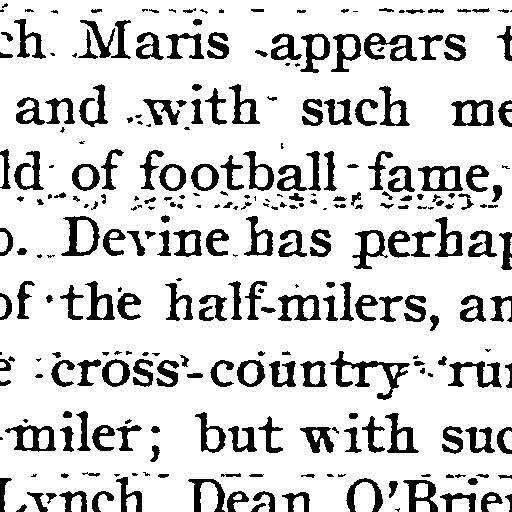 ch Maris appears t
and with such me
ld of football fame,
o. Devine has perhap
of the half-milers, an
e cross-country run
-miler; but with suc
Lynch, Dean, O'Brien